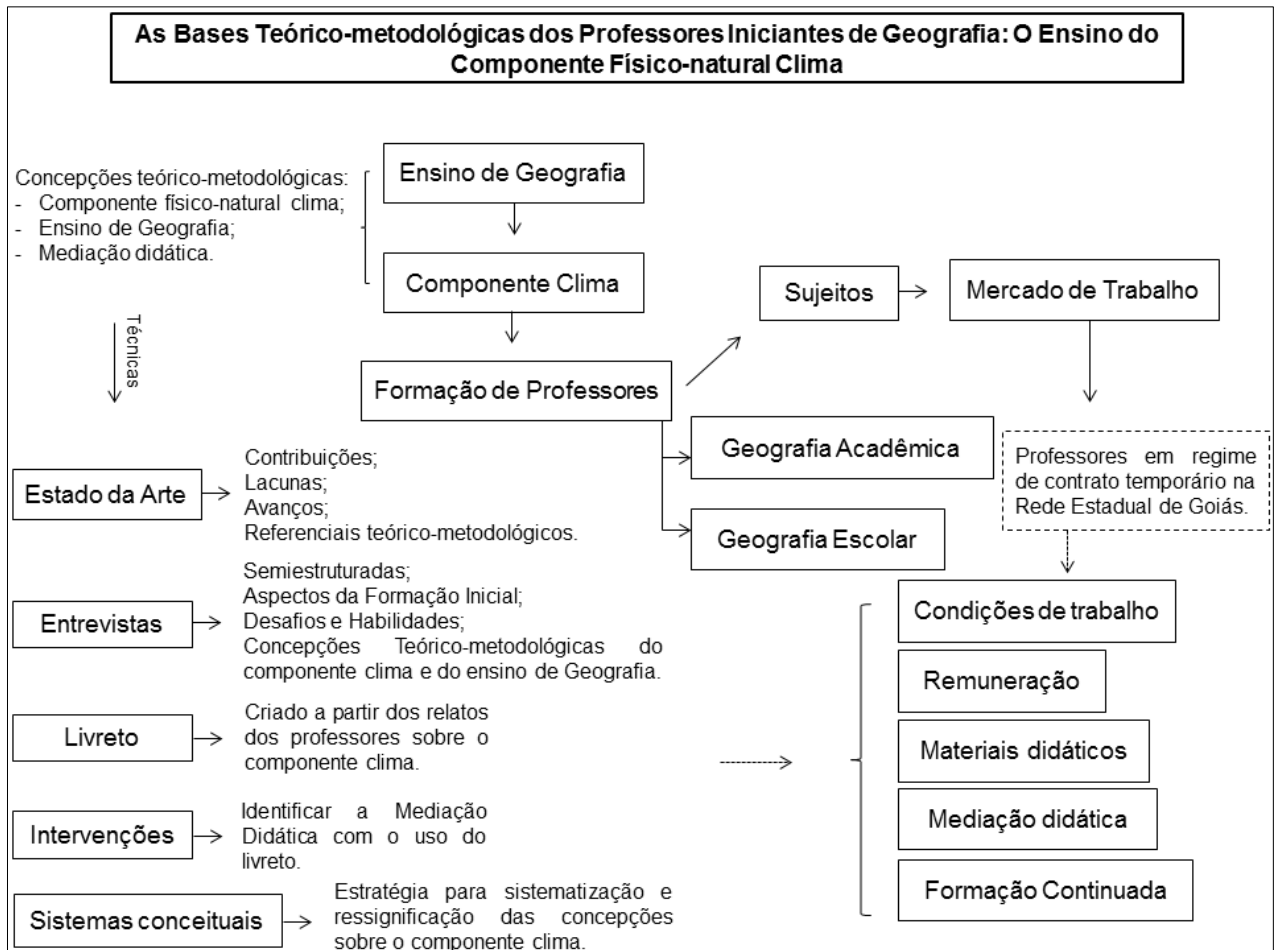 As Bases Teórico-metodológicas dos Professores Iniciantes de Geografia: O Ensino do
Componente Físico-natural Clima
Concepções teórico-metodológicas:
- Componente físico-natural clima;
- Ensino de Geografia;
- Mediação didática.
Ensino de Geografia
Componente Clima
Formação de Professores
Sujeitos
Mercado de Trabalho
Geografia Acadêmica
Geografia Escolar
Professores em regime
de contrato temporário na
Rede Estadual de Goiás.
Técnicas
Estado da Arte
Contribuições;
Lacunas;
Avanços;
Referenciais teórico-metodológicos.
Entrevistas
Semiestruturadas;
Aspectos da Formação Inicial;
Desafios e Habilidades;
Concepções Teórico-metodológicas do
componente clima e do ensino de Geografia.
Livreto
Criado a partir dos relatos
dos professores sobre o
componente clima.
Intervenções
Identificar a Mediação
Didática com o uso do
livreto.
Sistemas conceituais
Estratégia para sistematização e
ressignificação das concepções
sobre o componente clima.
Condições de trabalho
Remuneração
Materiais didáticos
Mediação didática
Formação Continuada